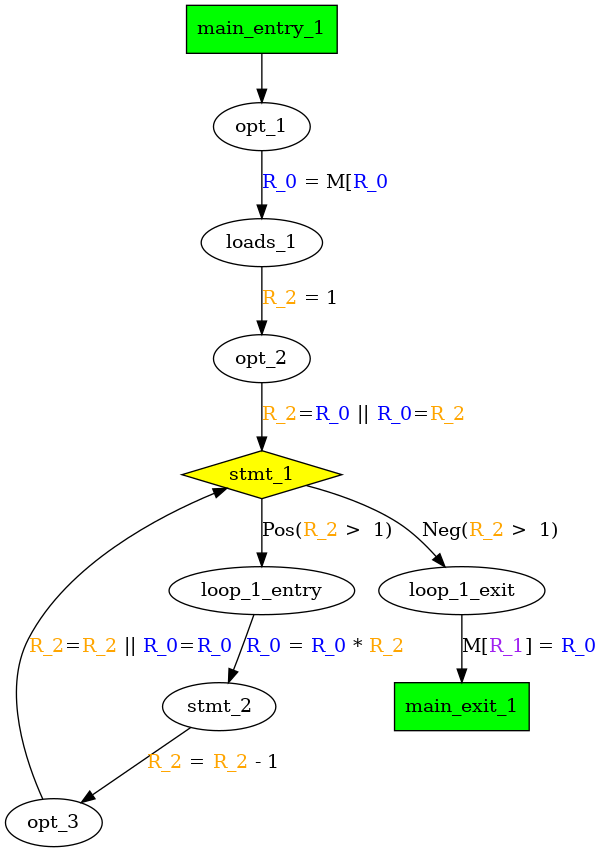 main_entry_1
opt_1
R_0 = M[R_0
loads_1
R_2 = 1
opt_2
R_2=R_0 || R_0=R_2
stmt_1
Pos(R_2 >  1)
Neg(R_2 >  1)
loop_1_entry
loop_1_exit
R_2=R_2 || R_0=R_0
R_0 = R_0 * R_2
M[R_1] = R_0
stmt_2
main_exit_1
R_2 = R_2 - 1
opt_3